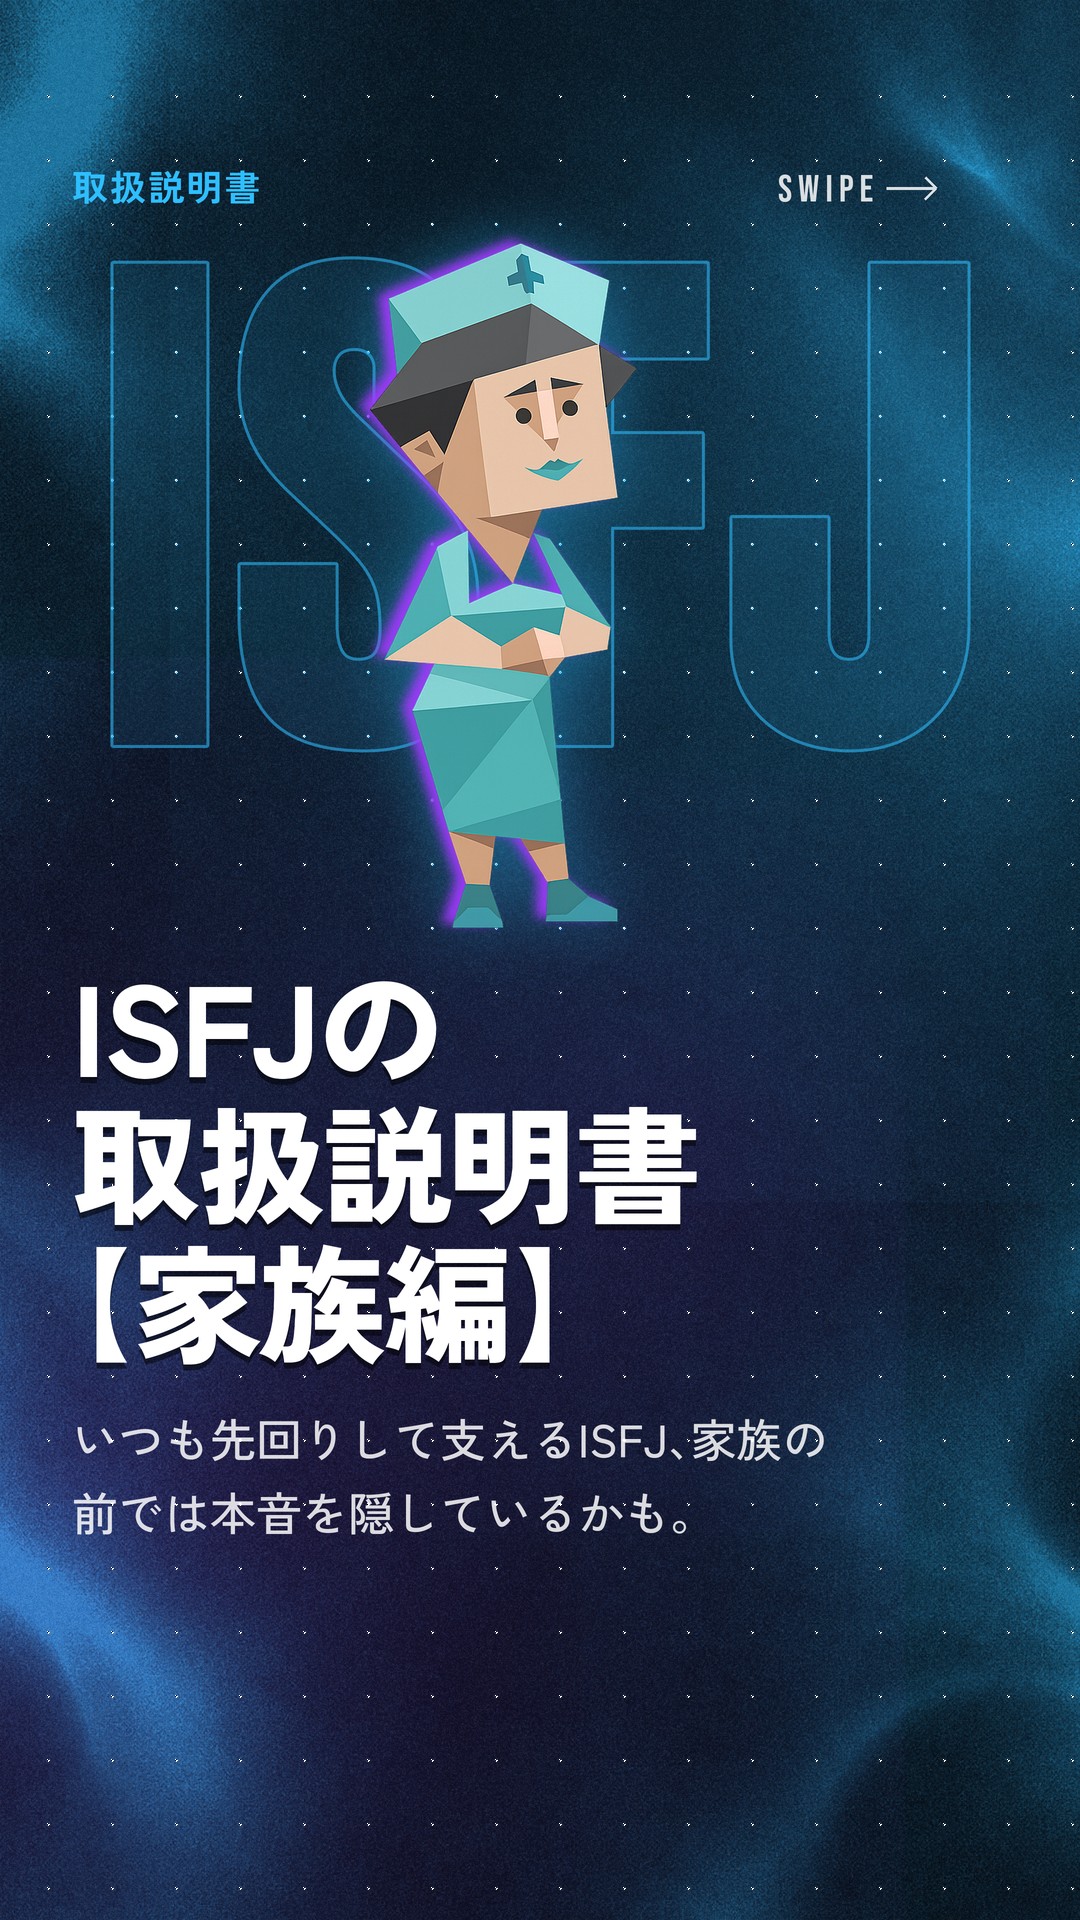 取扱説明書
SWIPE →
ISFJ
ISFJの
取扱説明書
【家族編】
いつも先回りして支えるISFJ、家族の
前では本音を隠しているかも。